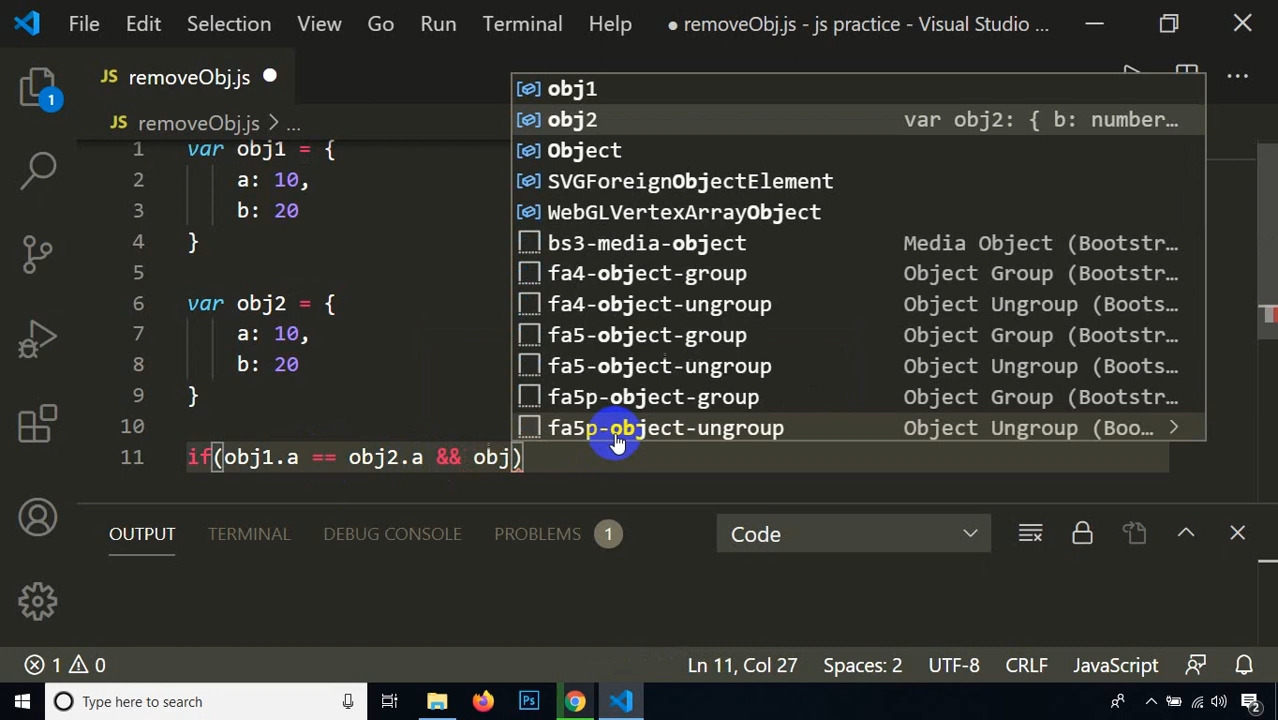 File Edit Selection View Go Run Terminal Help ● removeObj.js - js practice - Visual Studio ...
JS removeObj.js ●
JS removeObj.js > ...
obj1
obj2 var obj2: { b: number...
Object
SVGForeignObjectElement
WebGLVertexArrayObject
bs3-media-object Media Object (Bootstr...
fa4-object-group Object Group (Bootstr...
fa4-object-ungroup Object Ungroup (Boots...
fa5-object-group Object Group (Bootstr...
fa5-object-ungroup Object Ungroup (Boots...
fa5p-object-group Object Group (Bootstr...
fa5p-object-ungroup Object Ungroup (Boo... >
1 var obj1 = {
2 a: 10,
3 b: 20
4 }
5
6 var obj2 = {
7 a: 10,
8 b: 20
9 }
10
11 if(obj1.a == obj2.a && obj)
1
OUTPUT TERMINAL DEBUG CONSOLE PROBLEMS 1 Code
1 0 Ln 11, Col 27 Spaces: 2 UTF-8 CRLF JavaScript
Type here to search Ps 2